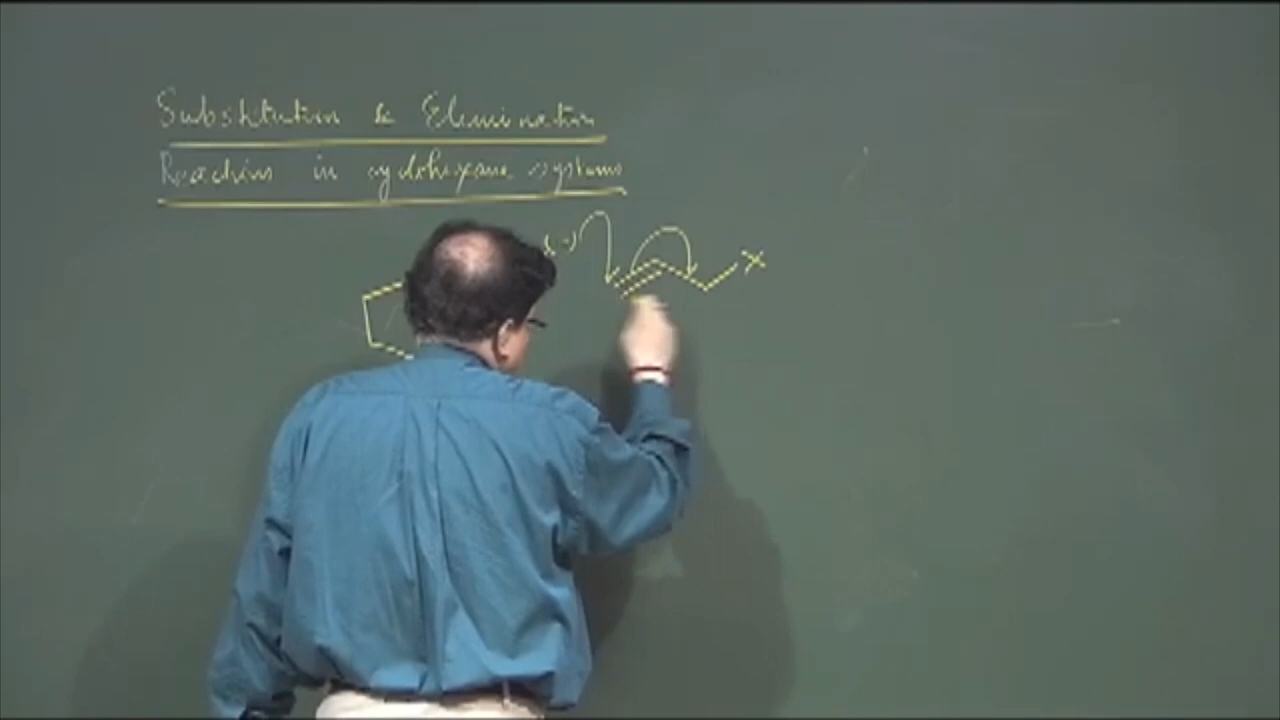 Substitution & Elimination
Reactions in cyclohexane systems
X